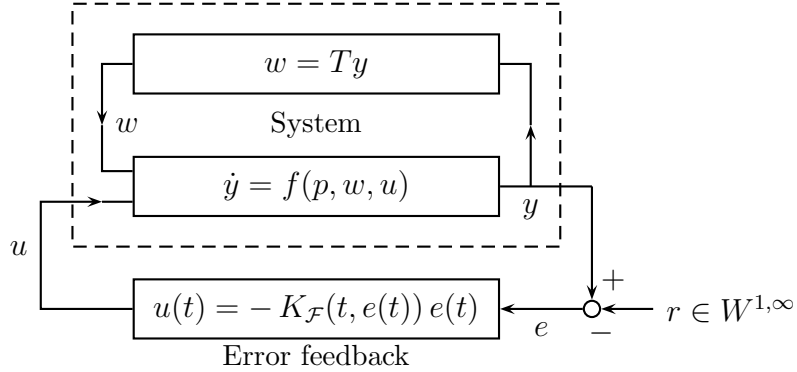 w = Ty
w
System
ẏ = f(p, w, u)
y
u
+
u(t) = − K_ℱ(t, e(t)) e(t)
r ∈ W^{1,∞}
e
−
Error feedback